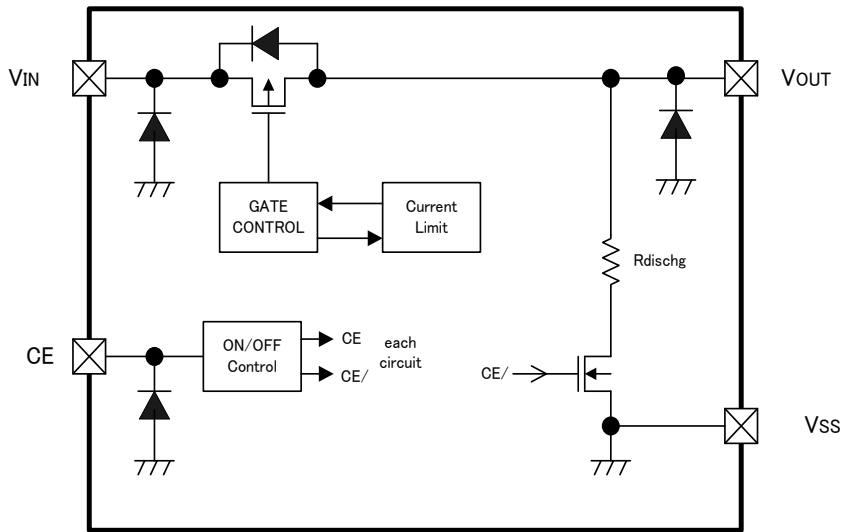 VIN
VOUT
GATE
CONTROL
Current
Limit
Rdischg
CE
ON/OFF
Control
CE
CE/
each
circuit
CE/
VSS